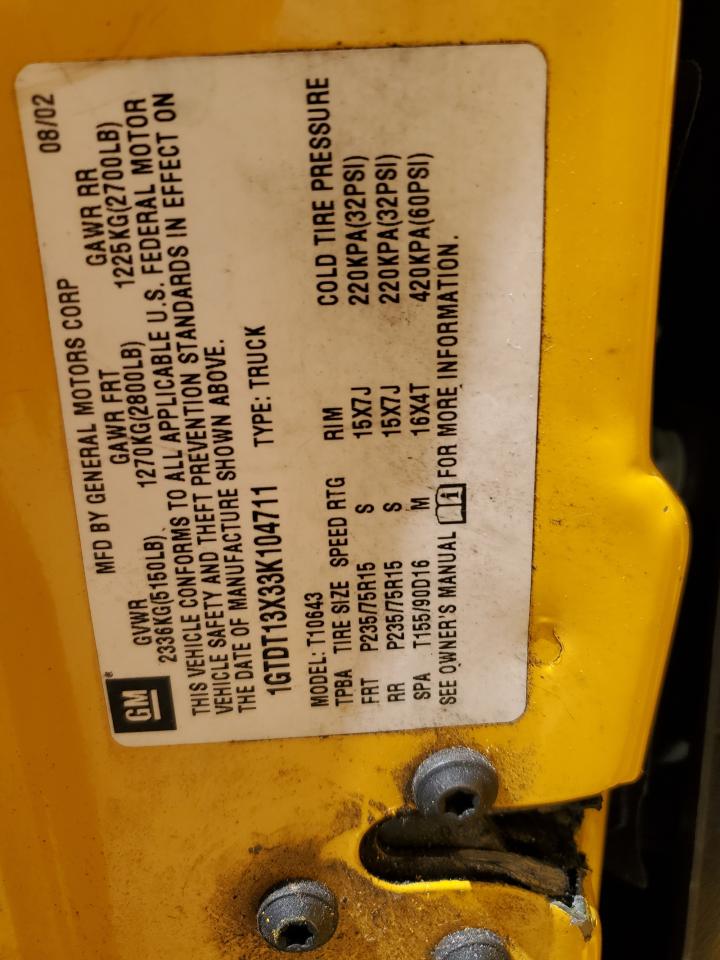 GM®
MFD BY GENERAL MOTORS CORP 08/02
GVWR GAWR FRT GAWR RR
2336KG(5150LB) 1270KG(2800LB) 1225KG(2700LB)
THIS VEHICLE CONFORMS TO ALL APPLICABLE U.S. FEDERAL MOTOR
VEHICLE SAFETY AND THEFT PREVENTION STANDARDS IN EFFECT ON
THE DATE OF MANUFACTURE SHOWN ABOVE.
1GTDT13X33K104711 TYPE: TRUCK
MODEL: T10643
TPBA TIRE SIZE SPEED RTG RIM COLD TIRE PRESSURE
FRT P235/75R15 S 15X7J 220KPA(32PSI)
RR P235/75R15 S 15X7J 220KPA(32PSI)
SPA T155/90D16 M 16X4T 420KPA(60PSI)
SEE OWNER'S MANUAL FOR MORE INFORMATION.